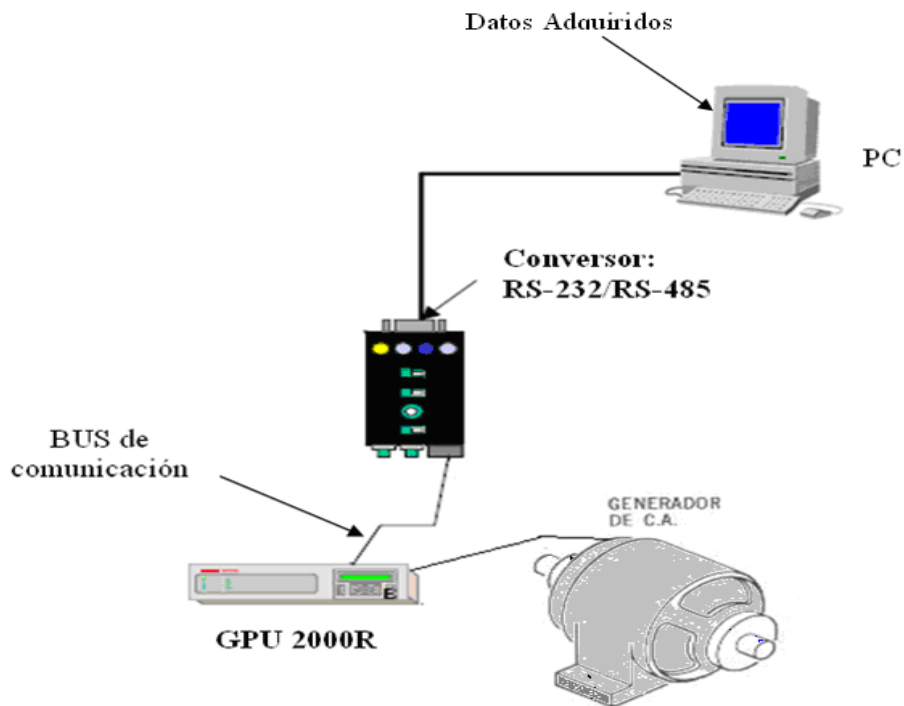 Datos Adquiridos
PC
Conversor:
RS-232/RS-485
BUS de
comunicación
GENERADOR
DE C.A.
GPU 2000R